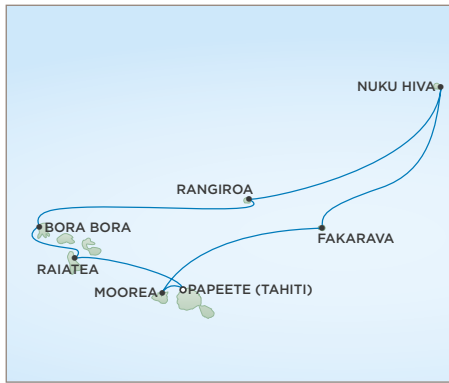 NUKU HIVA
RANGIROA
BORA BORA
FAKARAVA
RAIATEA
MOOREA
PAPEETE (TAHITI)